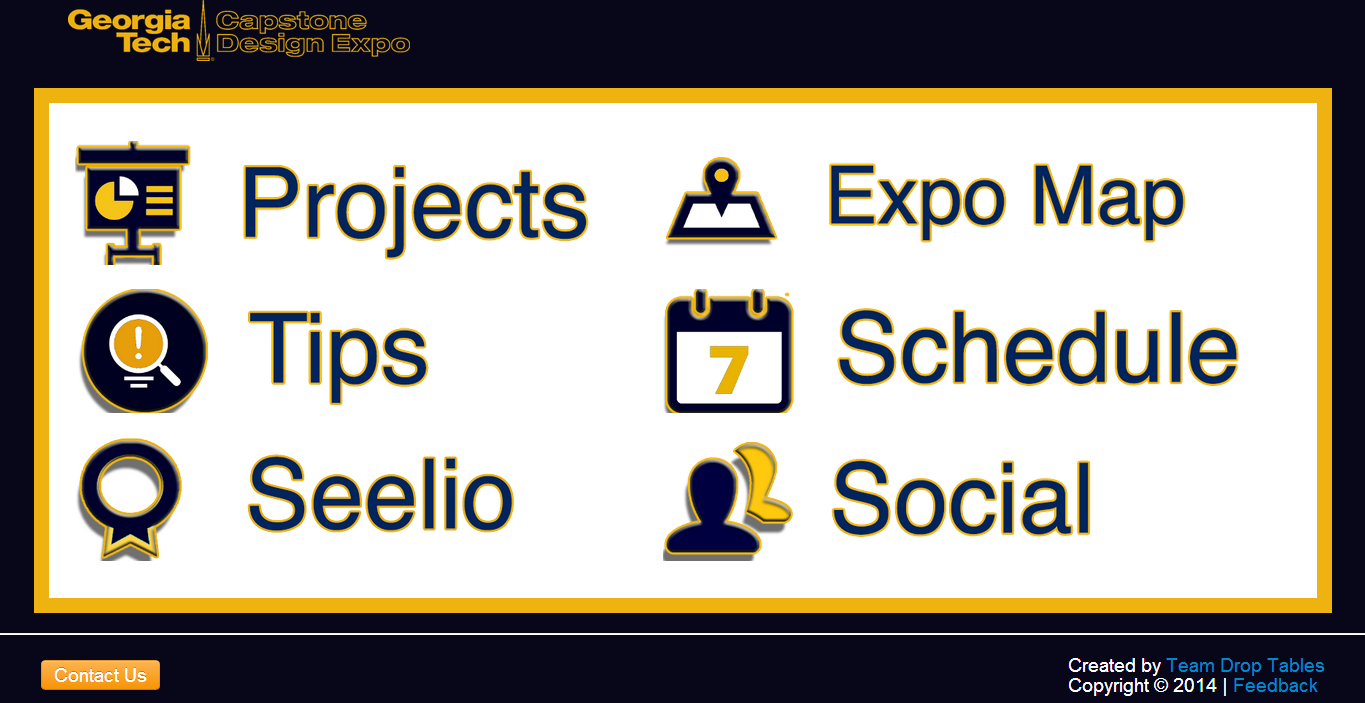 Georgia Tech
Capstone Design Expo
Projects
Expo Map
Tips
!
7
Schedule
Seelio
Social
Contact Us
Created by Team Drop Tables
Copyright © 2014 | Feedback